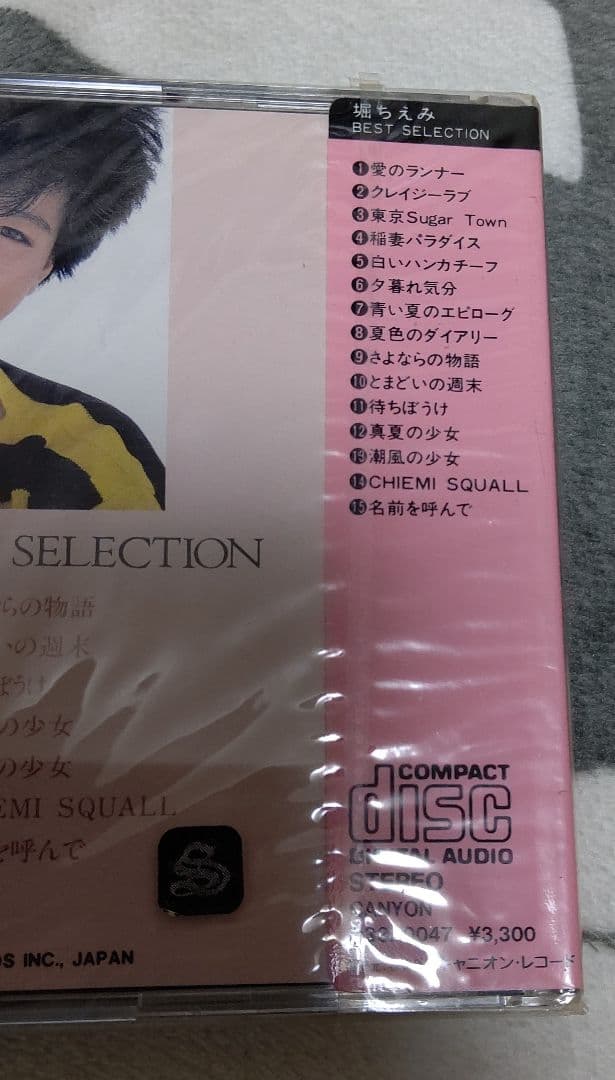 堀ちえみ
BEST SELECTION
❶愛のランナー
❷クレイジーラブ
❸東京Sugar Town
❹稲妻パラダイス
❺白いハンカチーフ
❻夕暮れ気分
❼青い夏のエピローグ
❽夏色のダイアリー
❾さよならの物語
❿とまどいの週末
⓫待ちぼうけ
⓬真夏の少女
⓭潮風の少女
⓮CHIEMI SQUALL
⓯名前を呼んで
SELECTION
らの物語
いの週末
ぼうけ
の少女
の少女
EMI SQUALL
を呼んで
S
COMPACT
disc
DIGITAL AUDIO
STEREO
CANYON
0047 ¥3,300
キャニオン・レコード
DS INC., JAPAN